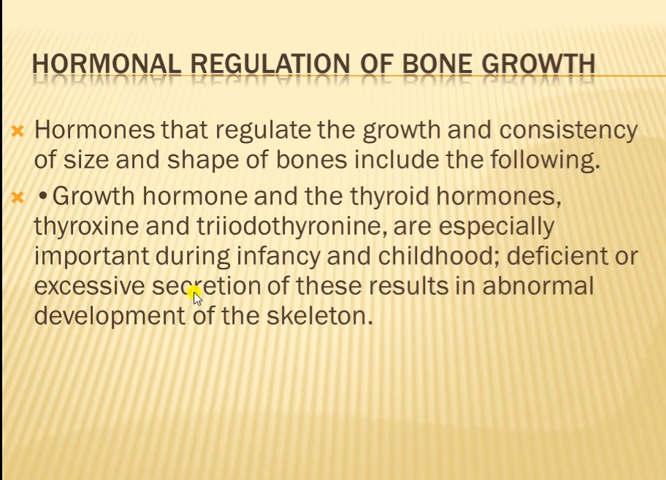 HORMONAL REGULATION OF BONE GROWTH
Hormones that regulate the growth and consistency
of size and shape of bones include the following.
•Growth hormone and the thyroid hormones,
thyroxine and triiodothyronine, are especially
important during infancy and childhood; deficient or
excessive secretion of these results in abnormal
development of the skeleton.